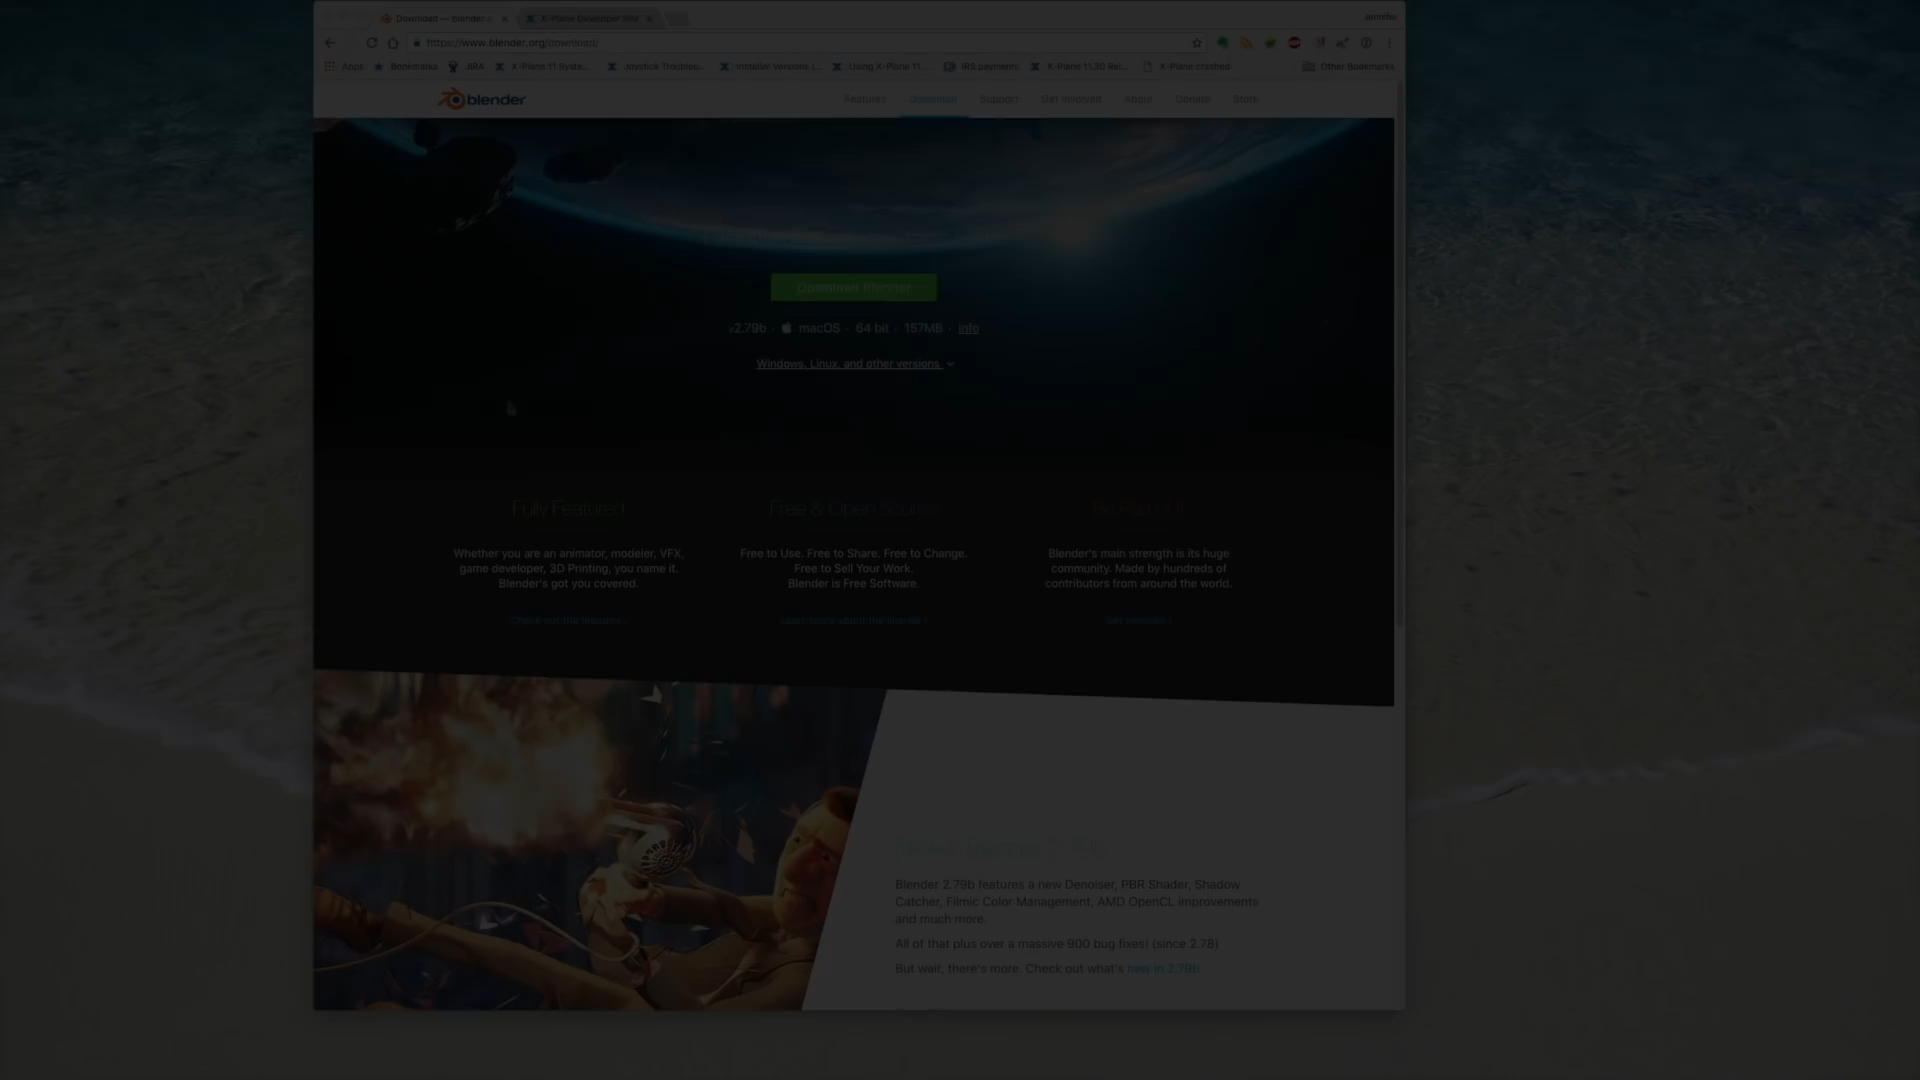 Download — blender.o
X-Plane Developer Site
https://www.blender.org/download/
Apps
Bookmarks
JIRA
X-Plane 11 Syste...
Joystick Troubles...
Installer Versions L...
Using X-Plane 11...
IRS payments
X-Plane 11.30 Rel...
X-Plane crashed
Other Bookmarks
blender
Features
Download
Support
Get Involved
About
Donate
Store
Download Blender
v2.79b · macOS · 64 bit · 157MB · info
Windows, Linux, and other versions
Fully Featured
Whether you are an animator, modeler, VFX,
game developer, 3D Printing, you name it.
Blender's got you covered.
Check out the features ›
Free & Open Source
Free to Use. Free to Share. Free to Change.
Free to Sell Your Work.
Blender is Free Software.
Learn more about the license ›
Blender's main strength is its huge
community. Made by hundreds of
contributors from around the world.
Get involved ›
Blender 2.79b features a new Denoiser, PBR Shader, Shadow
Catcher, Filmic Color Management, AMD OpenCL improvements
and much more.
All of that plus over a massive 900 bug fixes! (since 2.78)
But wait, there's more. Check out what's new in 2.79b.